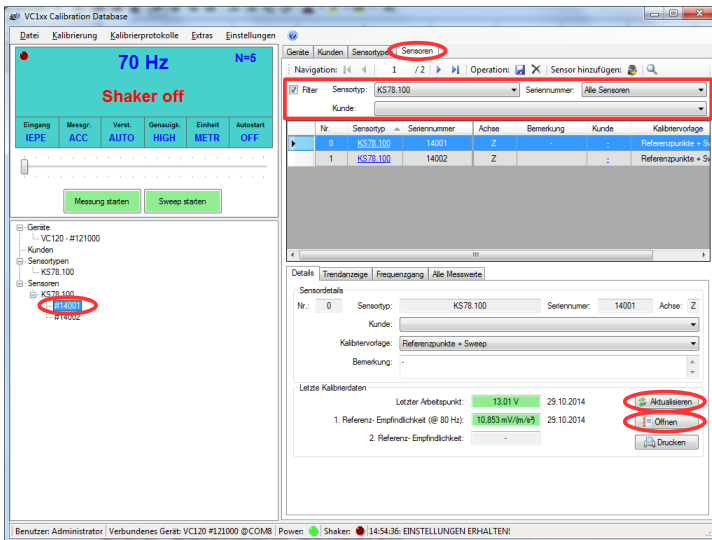 VC1xx Calibration Database
Datei Kalibrierung Kalibrierprotokolle Extras Einstellungen
70 Hz N=5
Shaker off
Eingang Messgr. Verst. Genauigk. Einheit Autostart
IEPE ACC AUTO HIGH METR OFF
Messung starten Sweep starten
Geräte
VC120 - #121000
Kunden
Sensortypen
KS78.100
Sensoren
KS78.100
#14001
#14002
Geräte Kunden Sensortypen Sensoren
Navigation: 1 / 2 Operation: Sensor hinzufügen:
Filter Sensortyp: KS78.100 Seriennummer: Alle Sensoren
Kunde:
Nr. Sensortyp Seriennummer Achse Bemerkung Kunde Kalibriervorlage
0 KS78.100 14001 Z - - Referenzpunkte + Sw
1 KS78.100 14002 Z - Referenzpunkte + Sw
Details Trendanzeige Frequenzgang Alle Messwerte
Sensordetails
Nr.: 0 Sensortyp: KS78.100 Seriennummer: 14001 Achse: Z
Kunde:
Kalibriervorlage: Referenzpunkte + Sweep
Bemerkung: -
Letzte Kalibrierdaten
Letzter Arbeitspunkt: 13,01 V 29.10.2014 Aktualisieren
1. Referenz- Empfindlichkeit (@ 80 Hz): 10,853 mV/(m/s²) 29.10.2014 Öffnen
2. Referenz- Empfindlichkeit: - Drucken
Benutzer: Administrator Verbundenes Gerät: VC120 #121000 @COM8 Power: Shaker: 14:54:36: EINSTELLUNGEN ERHALTEN!